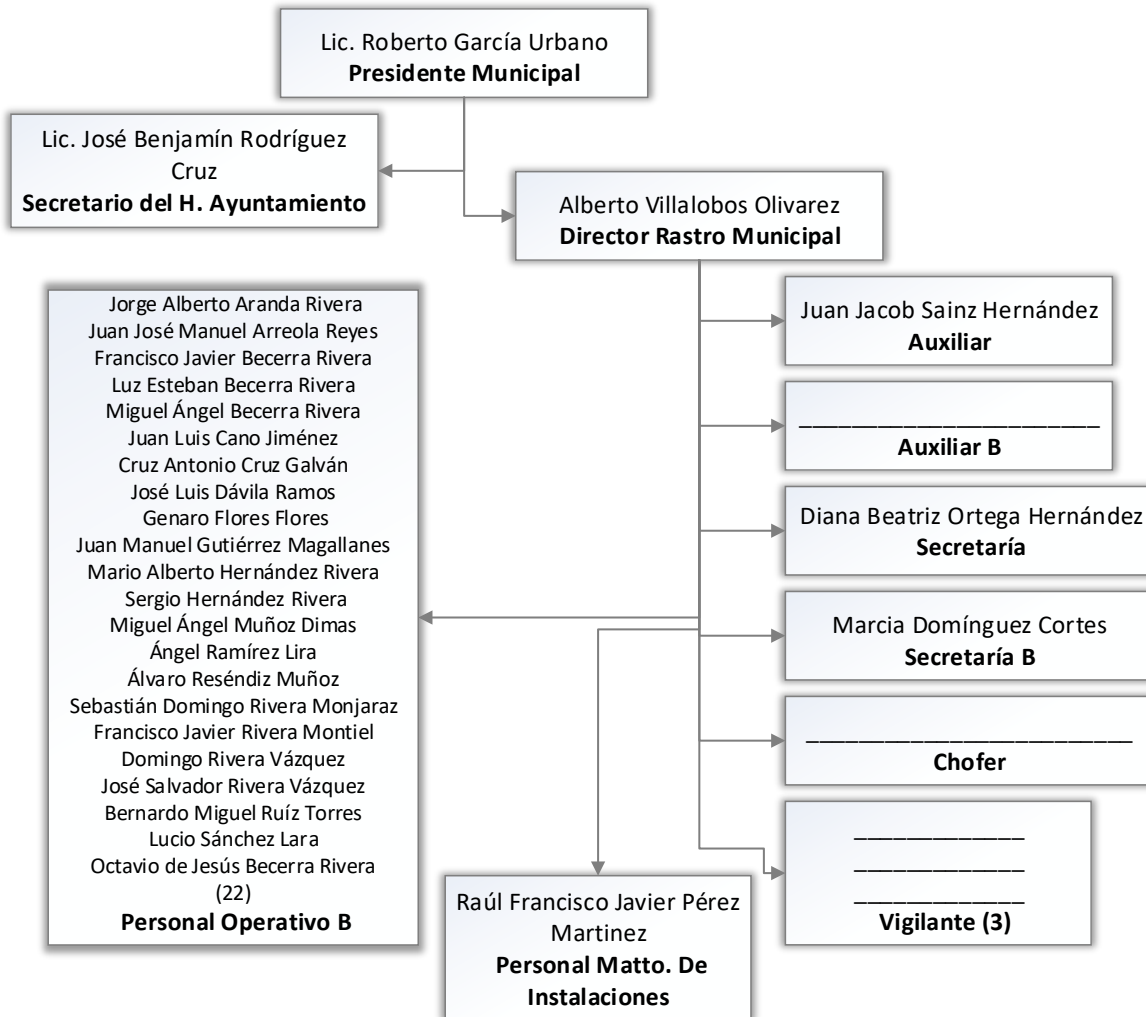 Lic. Roberto García Urbano
Presidente Municipal
Lic. José Benjamín Rodríguez
Cruz
Secretario del H. Ayuntamiento
Alberto Villalobos Olivarez
Director Rastro Municipal
Jorge Alberto Aranda Rivera
Juan José Manuel Arreola Reyes
Francisco Javier Becerra Rivera
Luz Esteban Becerra Rivera
Miguel Ángel Becerra Rivera
Juan Luis Cano Jiménez
Cruz Antonio Cruz Galván
José Luis Dávila Ramos
Genaro Flores Flores
Juan Manuel Gutiérrez Magallanes
Mario Alberto Hernández Rivera
Sergio Hernández Rivera
Miguel Ángel Muñoz Dimas
Ángel Ramírez Lira
Álvaro Reséndiz Muñoz
Sebastián Domingo Rivera Monjaraz
Francisco Javier Rivera Montiel
Domingo Rivera Vázquez
José Salvador Rivera Vázquez
Bernardo Miguel Ruíz Torres
Lucio Sánchez Lara
Octavio de Jesús Becerra Rivera
(22)
Personal Operativo B
Juan Jacob Sainz Hernández
Auxiliar
_______________________
Auxiliar B
Diana Beatriz Ortega Hernández
Secretaría
Marcia Domínguez Cortes
Secretaría B
_________________________
Chofer
_____________
_____________
_____________
Vigilante (3)
Raúl Francisco Javier Pérez
Martinez
Personal Matto. De
Instalaciones